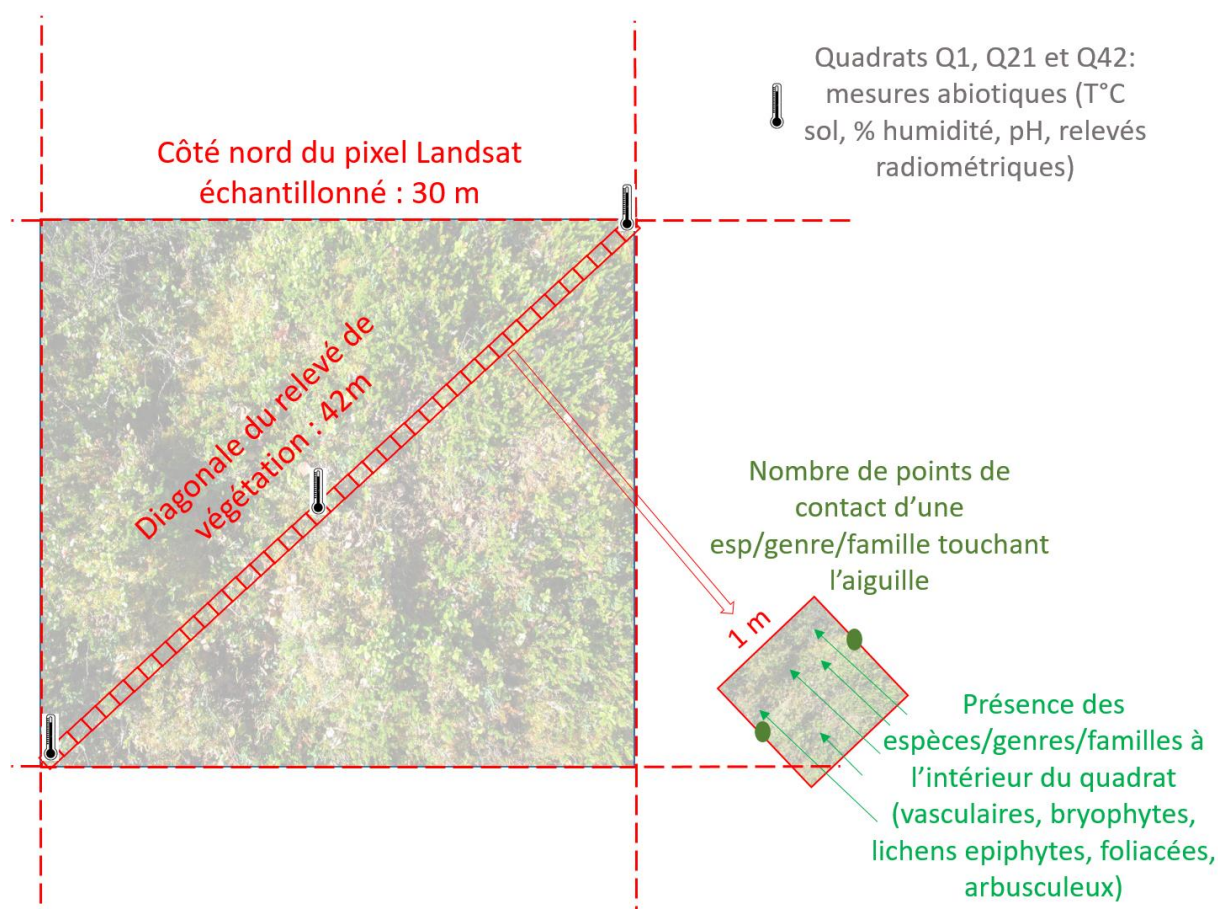 Quadrats Q1, Q21 et Q42:
mesures abiotiques (T°C
sol, % humidité, pH, relevés
radiométriques)
Côté nord du pixel Landsat
échantillonné : 30 m
Diagonale du relevé de
végétation : 42m
Nombre de points de
contact d’une
esp/genre/famille touchant
l’aiguille
1 m
Présence des
espèces/genres/familles à
l’intérieur du quadrat
(vasculaires, bryophytes,
lichens epiphytes, foliacées,
arbusculeux)